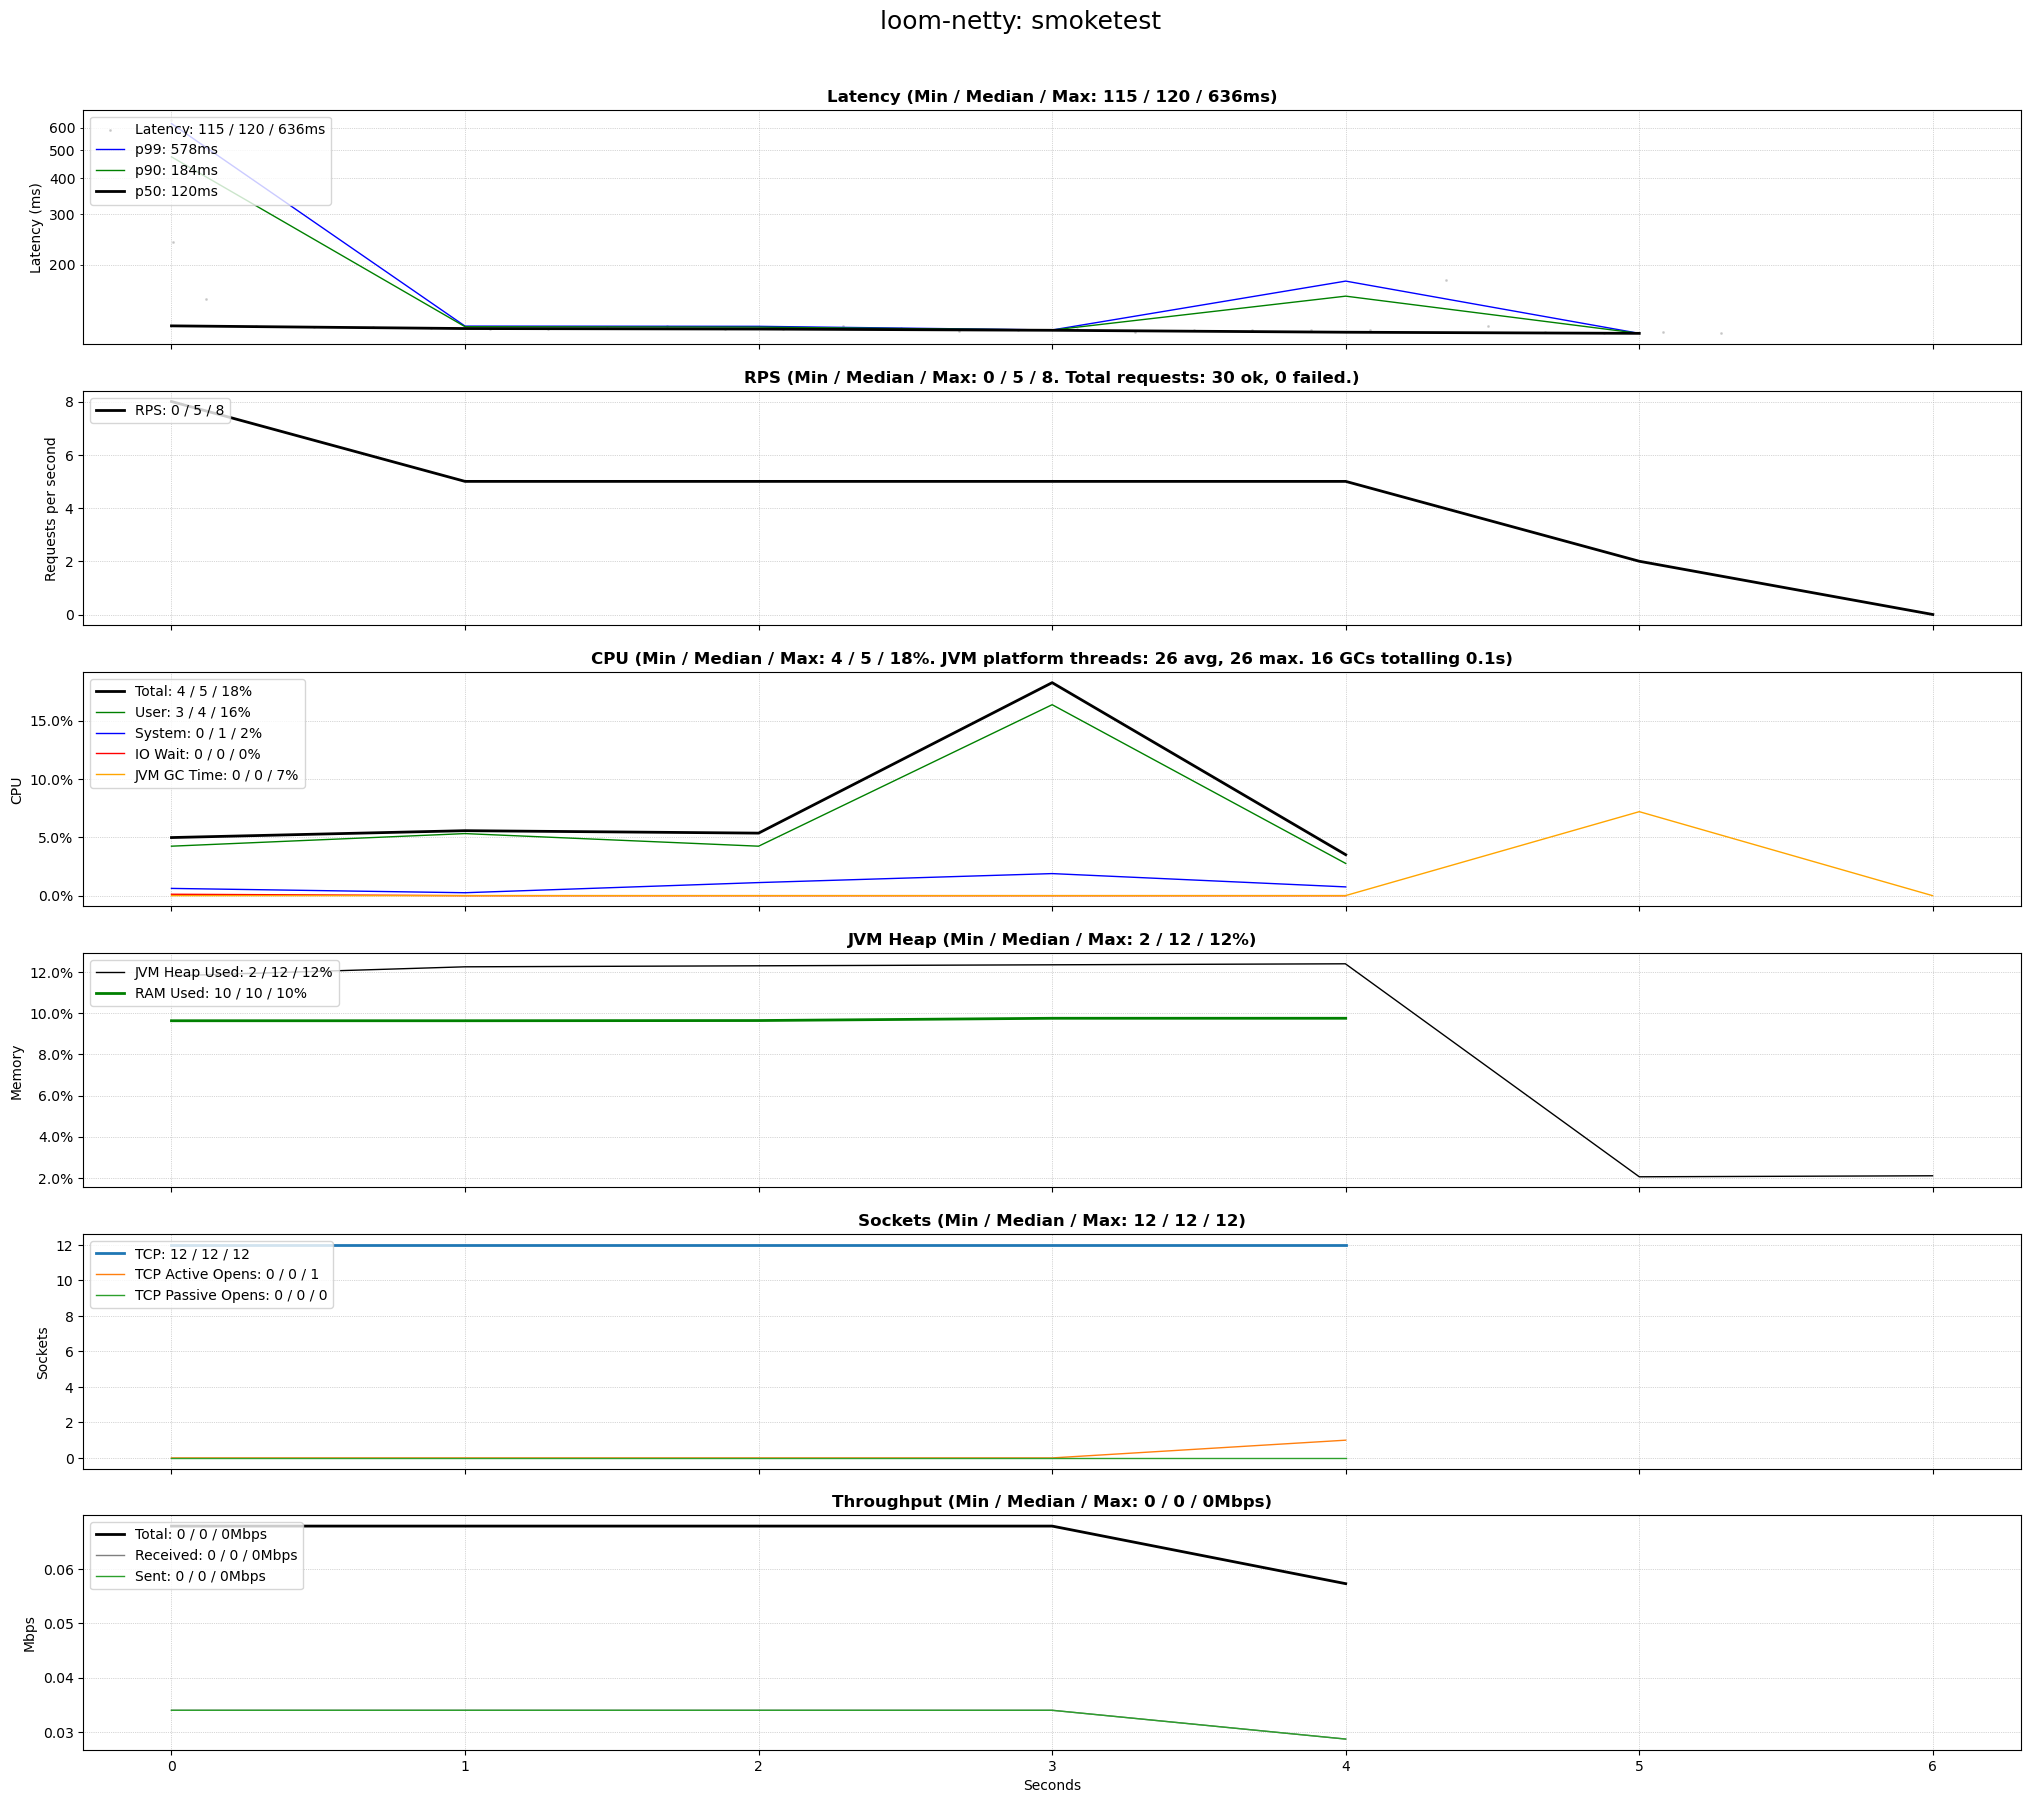 loom-netty: smoketest
Latency (Min / Median / Max: 115 / 120 / 636ms)
Latency (ms)
600
500
400
300
200
Latency: 115 / 120 / 636ms
p99: 578ms
p90: 184ms
p50: 120ms
RPS (Min / Median / Max: 0 / 5 / 8. Total requests: 30 ok, 0 failed.)
Requests per second
8
6
4
2
0
RPS: 0 / 5 / 8
CPU (Min / Median / Max: 4 / 5 / 18%. JVM platform threads: 26 avg, 26 max. 16 GCs totalling 0.1s)
CPU
15.0%
10.0%
5.0%
0.0%
Total: 4 / 5 / 18%
User: 3 / 4 / 16%
System: 0 / 1 / 2%
IO Wait: 0 / 0 / 0%
JVM GC Time: 0 / 0 / 7%
JVM Heap (Min / Median / Max: 2 / 12 / 12%)
Memory
12.0%
10.0%
8.0%
6.0%
4.0%
2.0%
JVM Heap Used: 2 / 12 / 12%
RAM Used: 10 / 10 / 10%
Sockets (Min / Median / Max: 12 / 12 / 12)
Sockets
12
10
8
6
4
2
0
TCP: 12 / 12 / 12
TCP Active Opens: 0 / 0 / 1
TCP Passive Opens: 0 / 0 / 0
Throughput (Min / Median / Max: 0 / 0 / 0Mbps)
Mbps
0.06
0.05
0.04
0.03
Total: 0 / 0 / 0Mbps
Received: 0 / 0 / 0Mbps
Sent: 0 / 0 / 0Mbps
0 1 2 3 4 5 6
Seconds